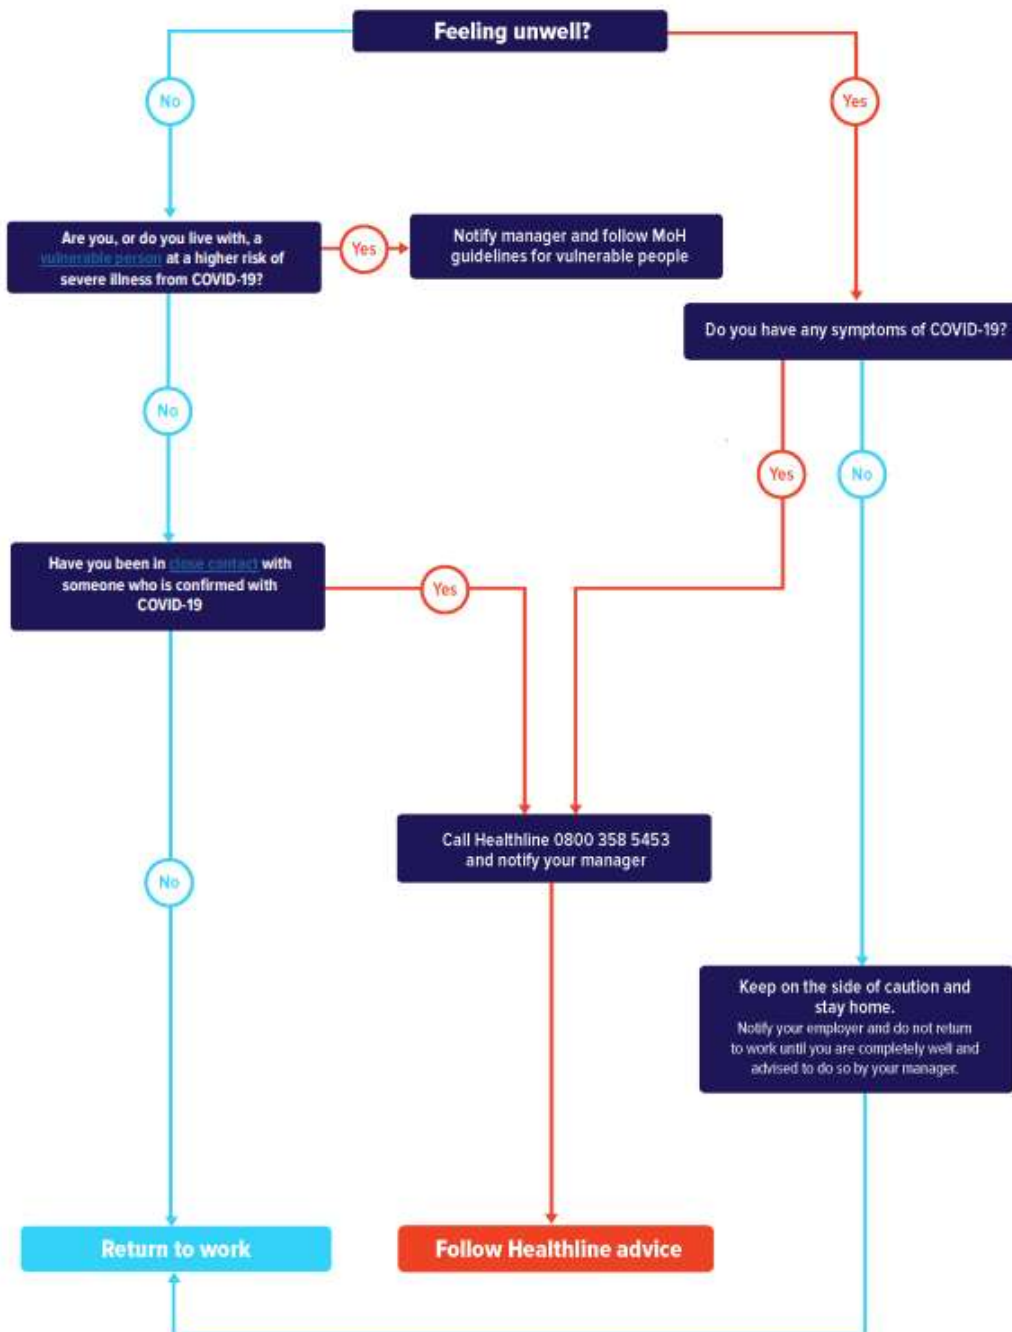 Feeling unwell?
No
Yes
Are you, or do you live with, a
vulnerable person at a higher risk of
severe illness from COVID-19?
Yes
Notify manager and follow MoH
guidelines for vulnerable people
Do you have any symptoms of COVID-19?
No
Yes
No
Have you been in close contact with
someone who is confirmed with
COVID-19
Yes
Call Healthline 0800 358 5453
and notify your manager
No
Keep on the side of caution and
stay home.
Notify your employer and do not return
to work until you are completely well and
advised to do so by your manager.
Return to work
Follow Healthline advice